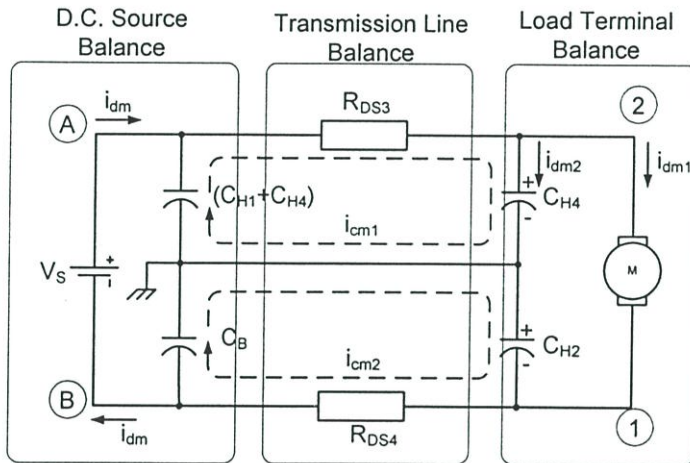 D.C. Source
Balance
Transmission Line
Balance
Load Terminal
Balance
A
i_dm
R_DS3
2
(C_H1+C_H4)
i_cm1
+
i_dm2
C_H4
-
i_dm1
V_S
+
M
C_B
i_cm2
+
C_H2
-
B
i_dm
R_DS4
1